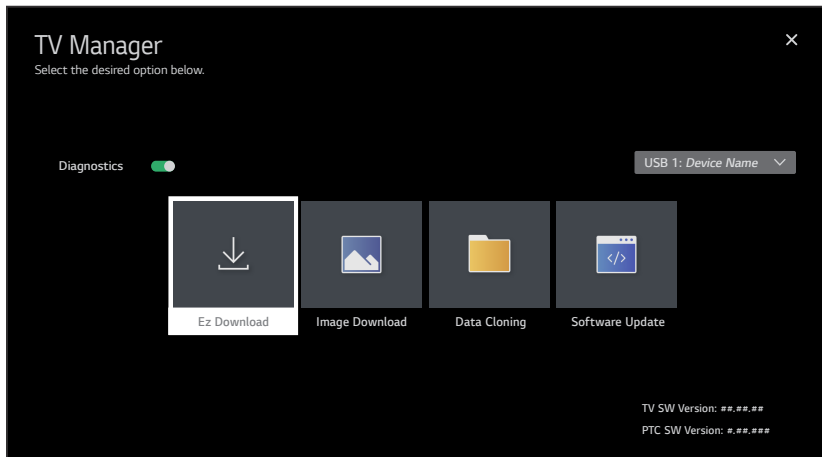 TV Manager
Select the desired option below.
Diagnostics
USB 1: Device Name
</>
Ez Download
Image Download
Data Cloning
Software Update
TV SW Version: ##.##.##
PTC SW Version: #.##.###